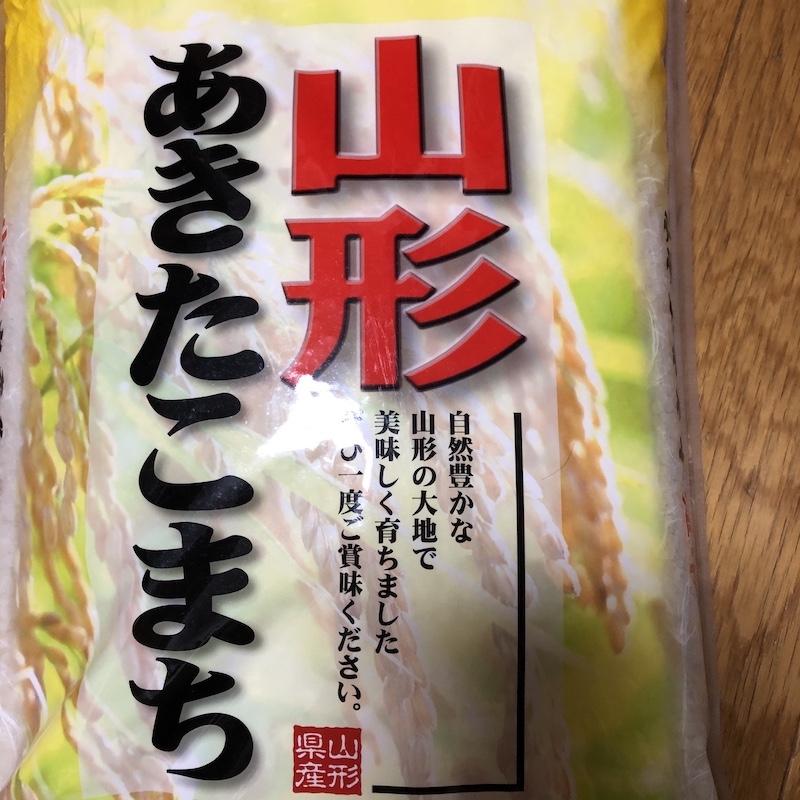 山形
あきたこまち
自然豊かな
山形の大地で
美味しく育ちました
一度ご賞味ください。
山形
県産